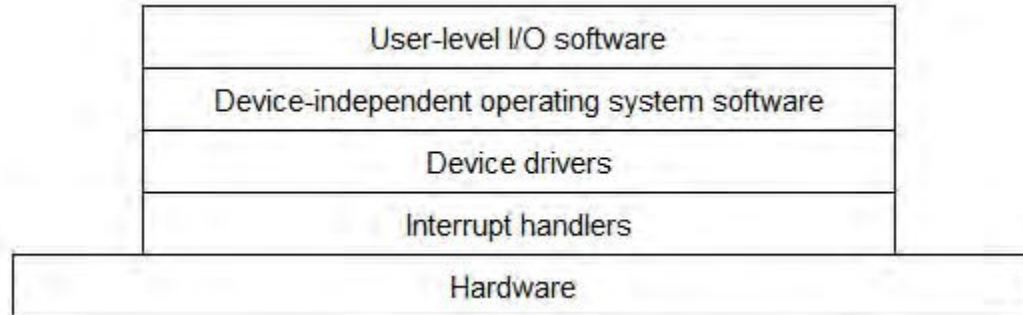 User-level I/O software
Device-independent operating system software
Device drivers
Interrupt handlers
Hardware